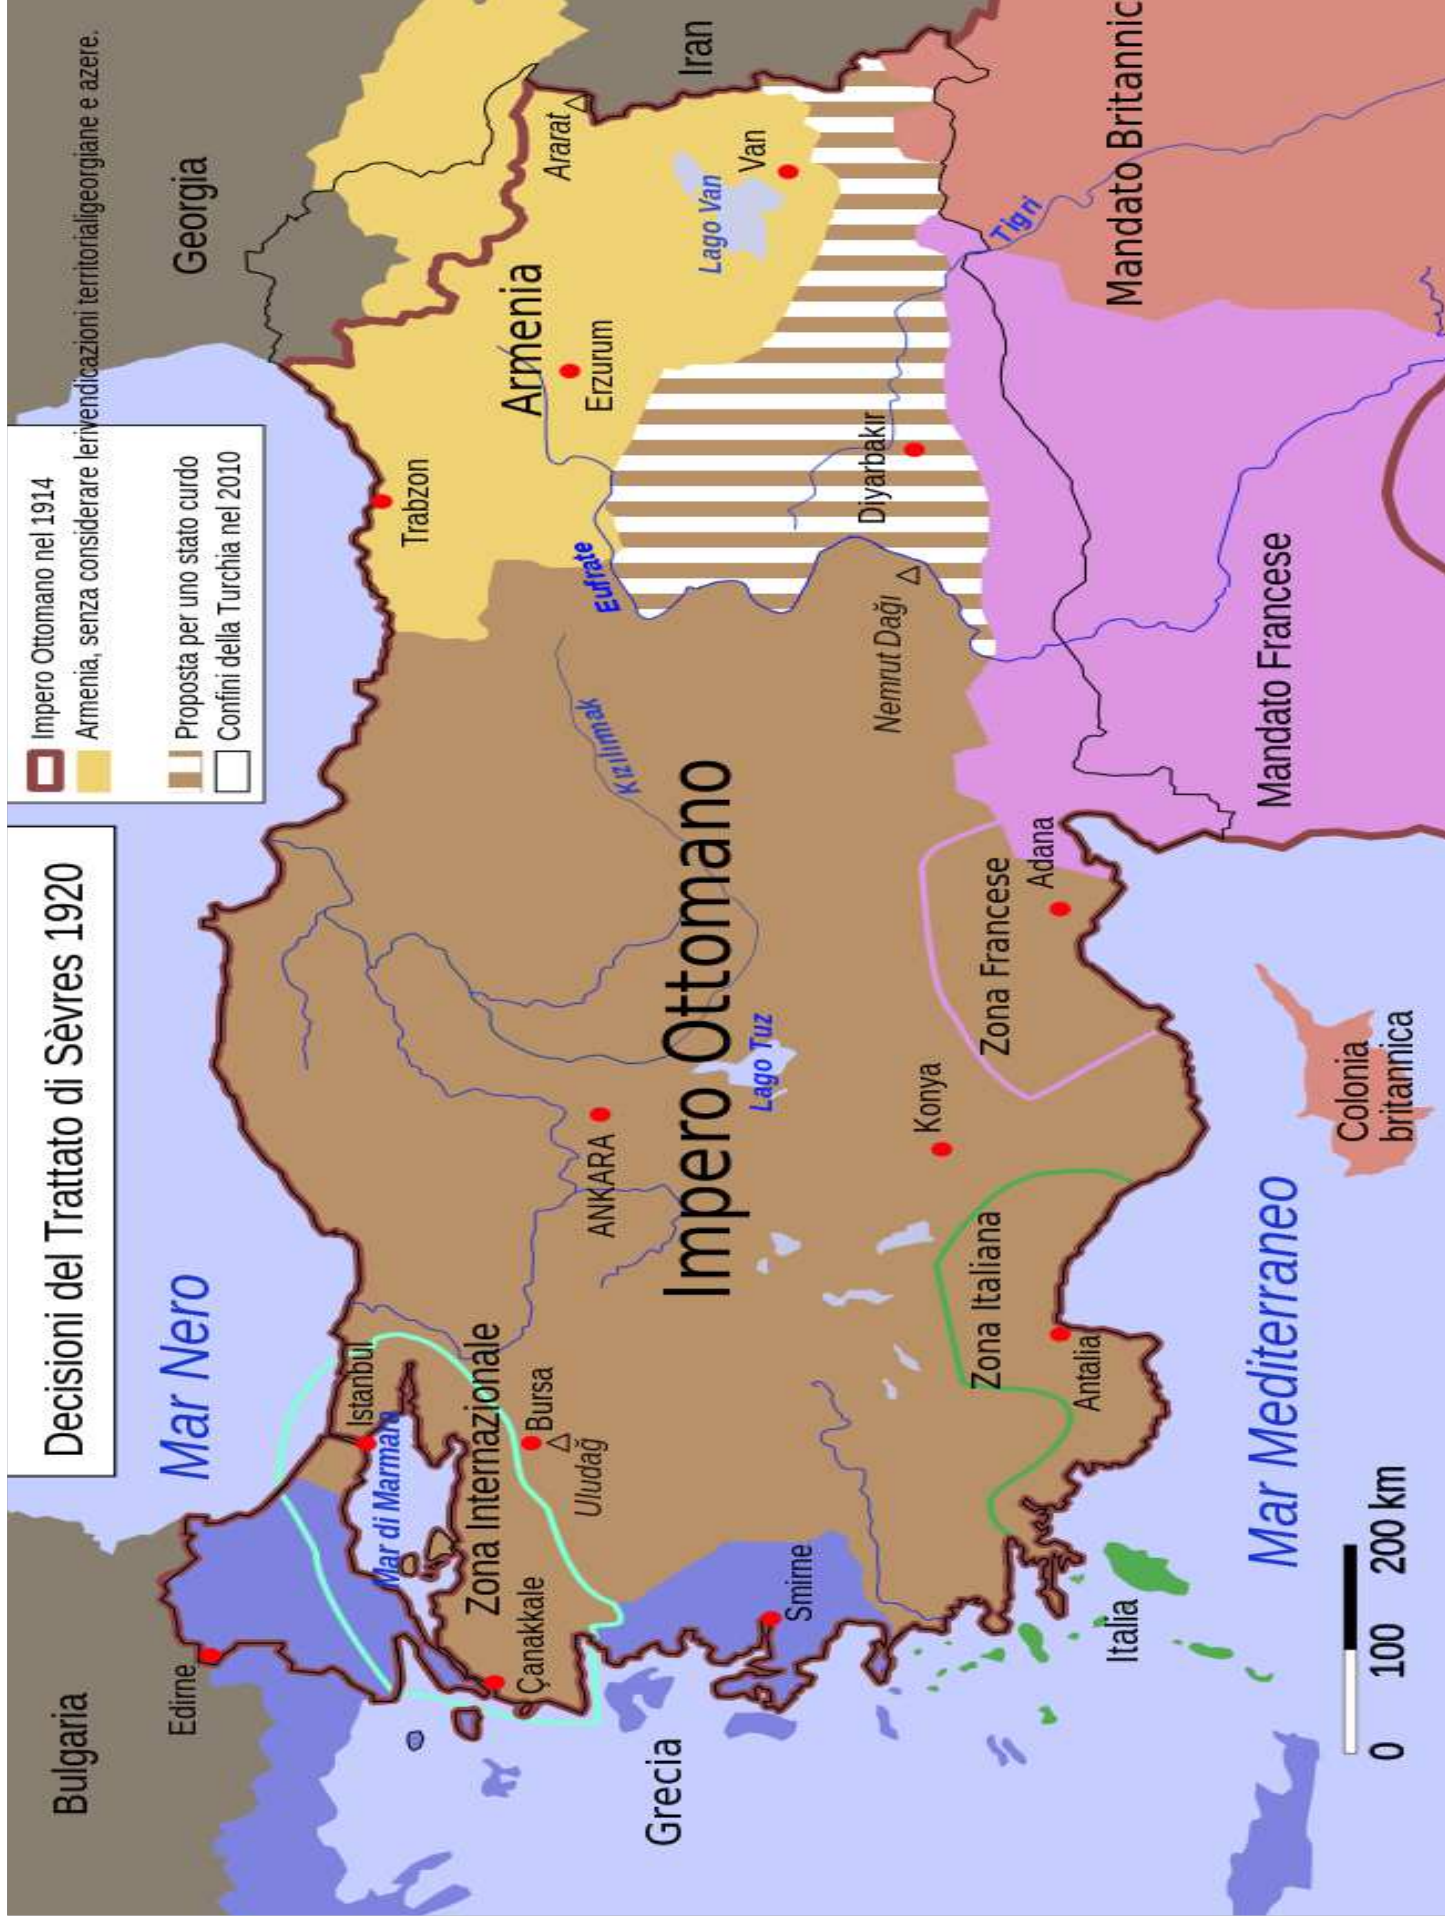 Decisioni del Trattato di Sèvres 1920
Impero Ottomano nel 1914
Armenia, senza considerare lerivendicazioni territorialigeorgiane e azere.
Proposta per uno stato curdo
Confini della Turchia nel 2010
Bulgaria
Mar Nero
Georgia
Edirne
Istanbul
Mar di Marmara
Trabzon
Zona Internazionale
Çanakkale
Bursa
Uludağ
ANKARA
Kızılırmak
Eufrate
Armenia
Erzurum
Ararat
Iran
Grecia
Impero Ottomano
Lago Tuz
Lago Van
Van
Smirne
Konya
Nemrut Dağı
Diyarbakır
Zona Italiana
Zona Francese
Adana
Tigri
Antalia
Italia
Mandato Britannic
Mar Mediterraneo
Mandato Francese
Colonia
britannica
0 100 200 km